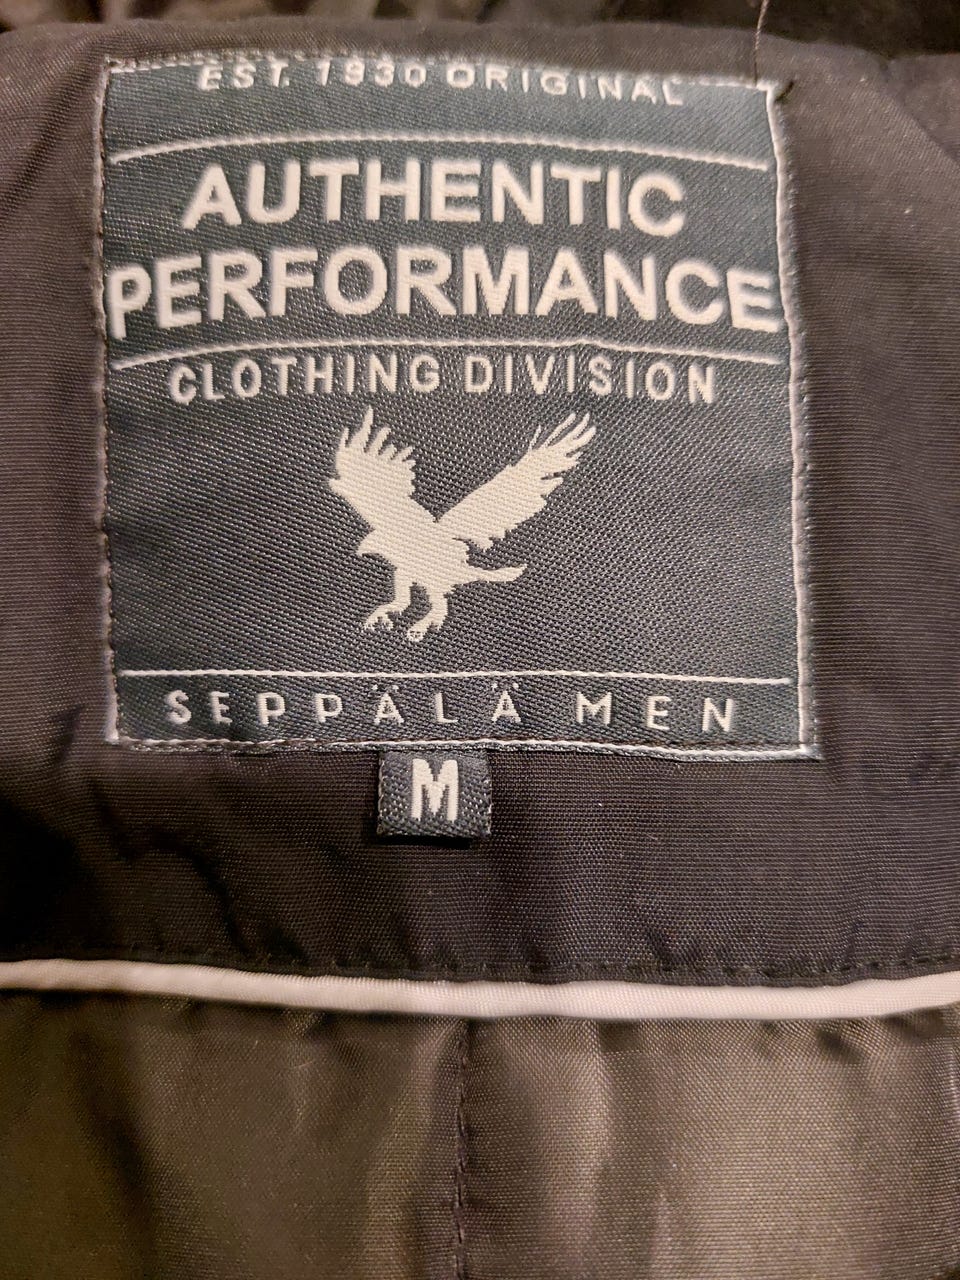 EST. 1930 ORIGINAL
AUTHENTIC
PERFORMANCE
CLOTHING DIVISION
SEPPÄLÄ MEN
M